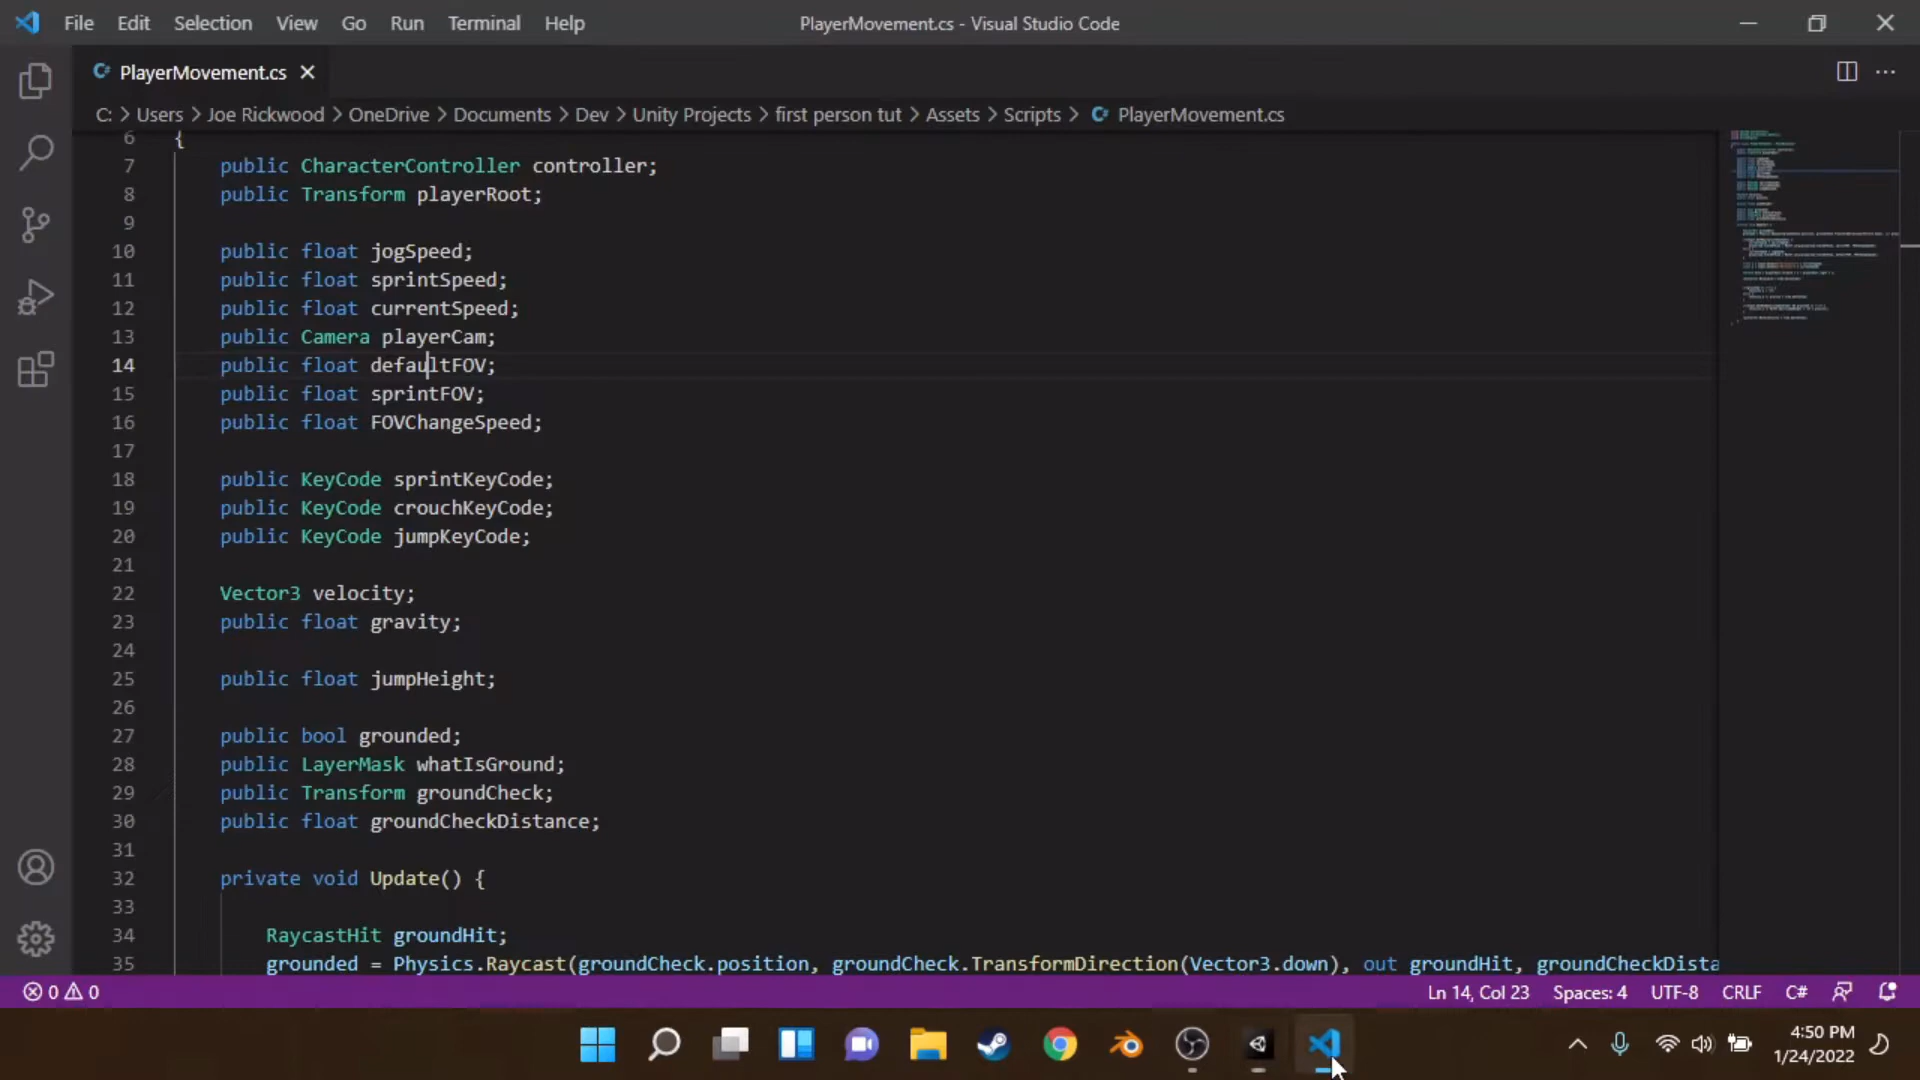 File Edit Selection View Go Run Terminal Help PlayerMovement.cs - Visual Studio Code
PlayerMovement.cs
C: > Users > Joe Rickwood > OneDrive > Documents > Dev > Unity Projects > first person tut > Assets > Scripts > PlayerMovement.cs
6 {
7 public CharacterController controller;
8 public Transform playerRoot;
9
10 public float jogSpeed;
11 public float sprintSpeed;
12 public float currentSpeed;
13 public Camera playerCam;
14 public float defaultFOV;
15 public float sprintFOV;
16 public float FOVChangeSpeed;
17
18 public KeyCode sprintKeyCode;
19 public KeyCode crouchKeyCode;
20 public KeyCode jumpKeyCode;
21
22 Vector3 velocity;
23 public float gravity;
24
25 public float jumpHeight;
26
27 public bool grounded;
28 public LayerMask whatIsGround;
29 public Transform groundCheck;
30 public float groundCheckDistance;
31
32 private void Update() {
33
34 RaycastHit groundHit;
35 grounded = Physics.Raycast(groundCheck.position, groundCheck.TransformDirection(Vector3.down), out groundHit, groundCheckDista
0 0 Ln 14, Col 23 Spaces: 4 UTF-8 CRLF C#
4:50 PM
1/24/2022